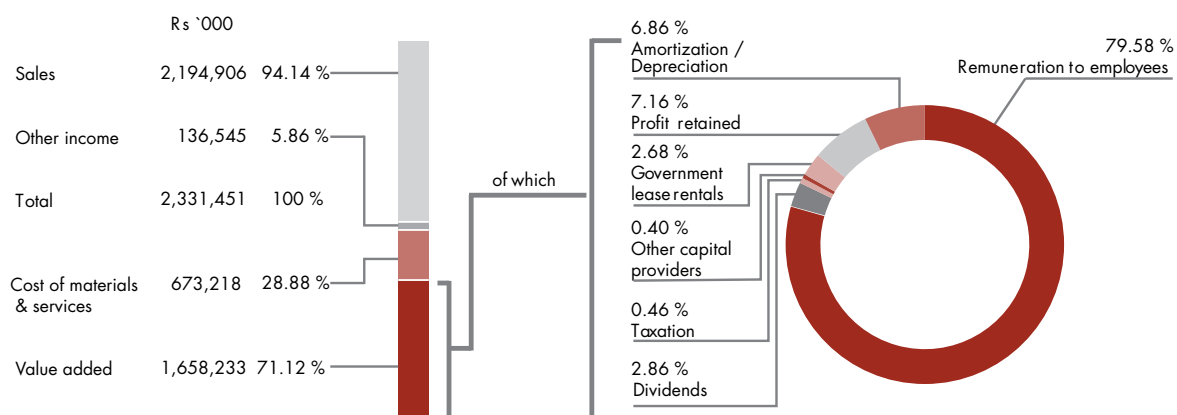 Rs `000
Sales 2,194,906 94.14 %
Other income 136,545 5.86 %
Total 2,331,451 100 %
Cost of materials
& services 673,218 28.88 %
Value added 1,658,233 71.12 %
of which
6.86 %
Amortization /
Depreciation
7.16 %
Profit retained
2.68 %
Government
lease rentals
0.40 %
Other capital
providers
0.46 %
Taxation
2.86 %
Dividends
79.58 %
Remuneration to employees